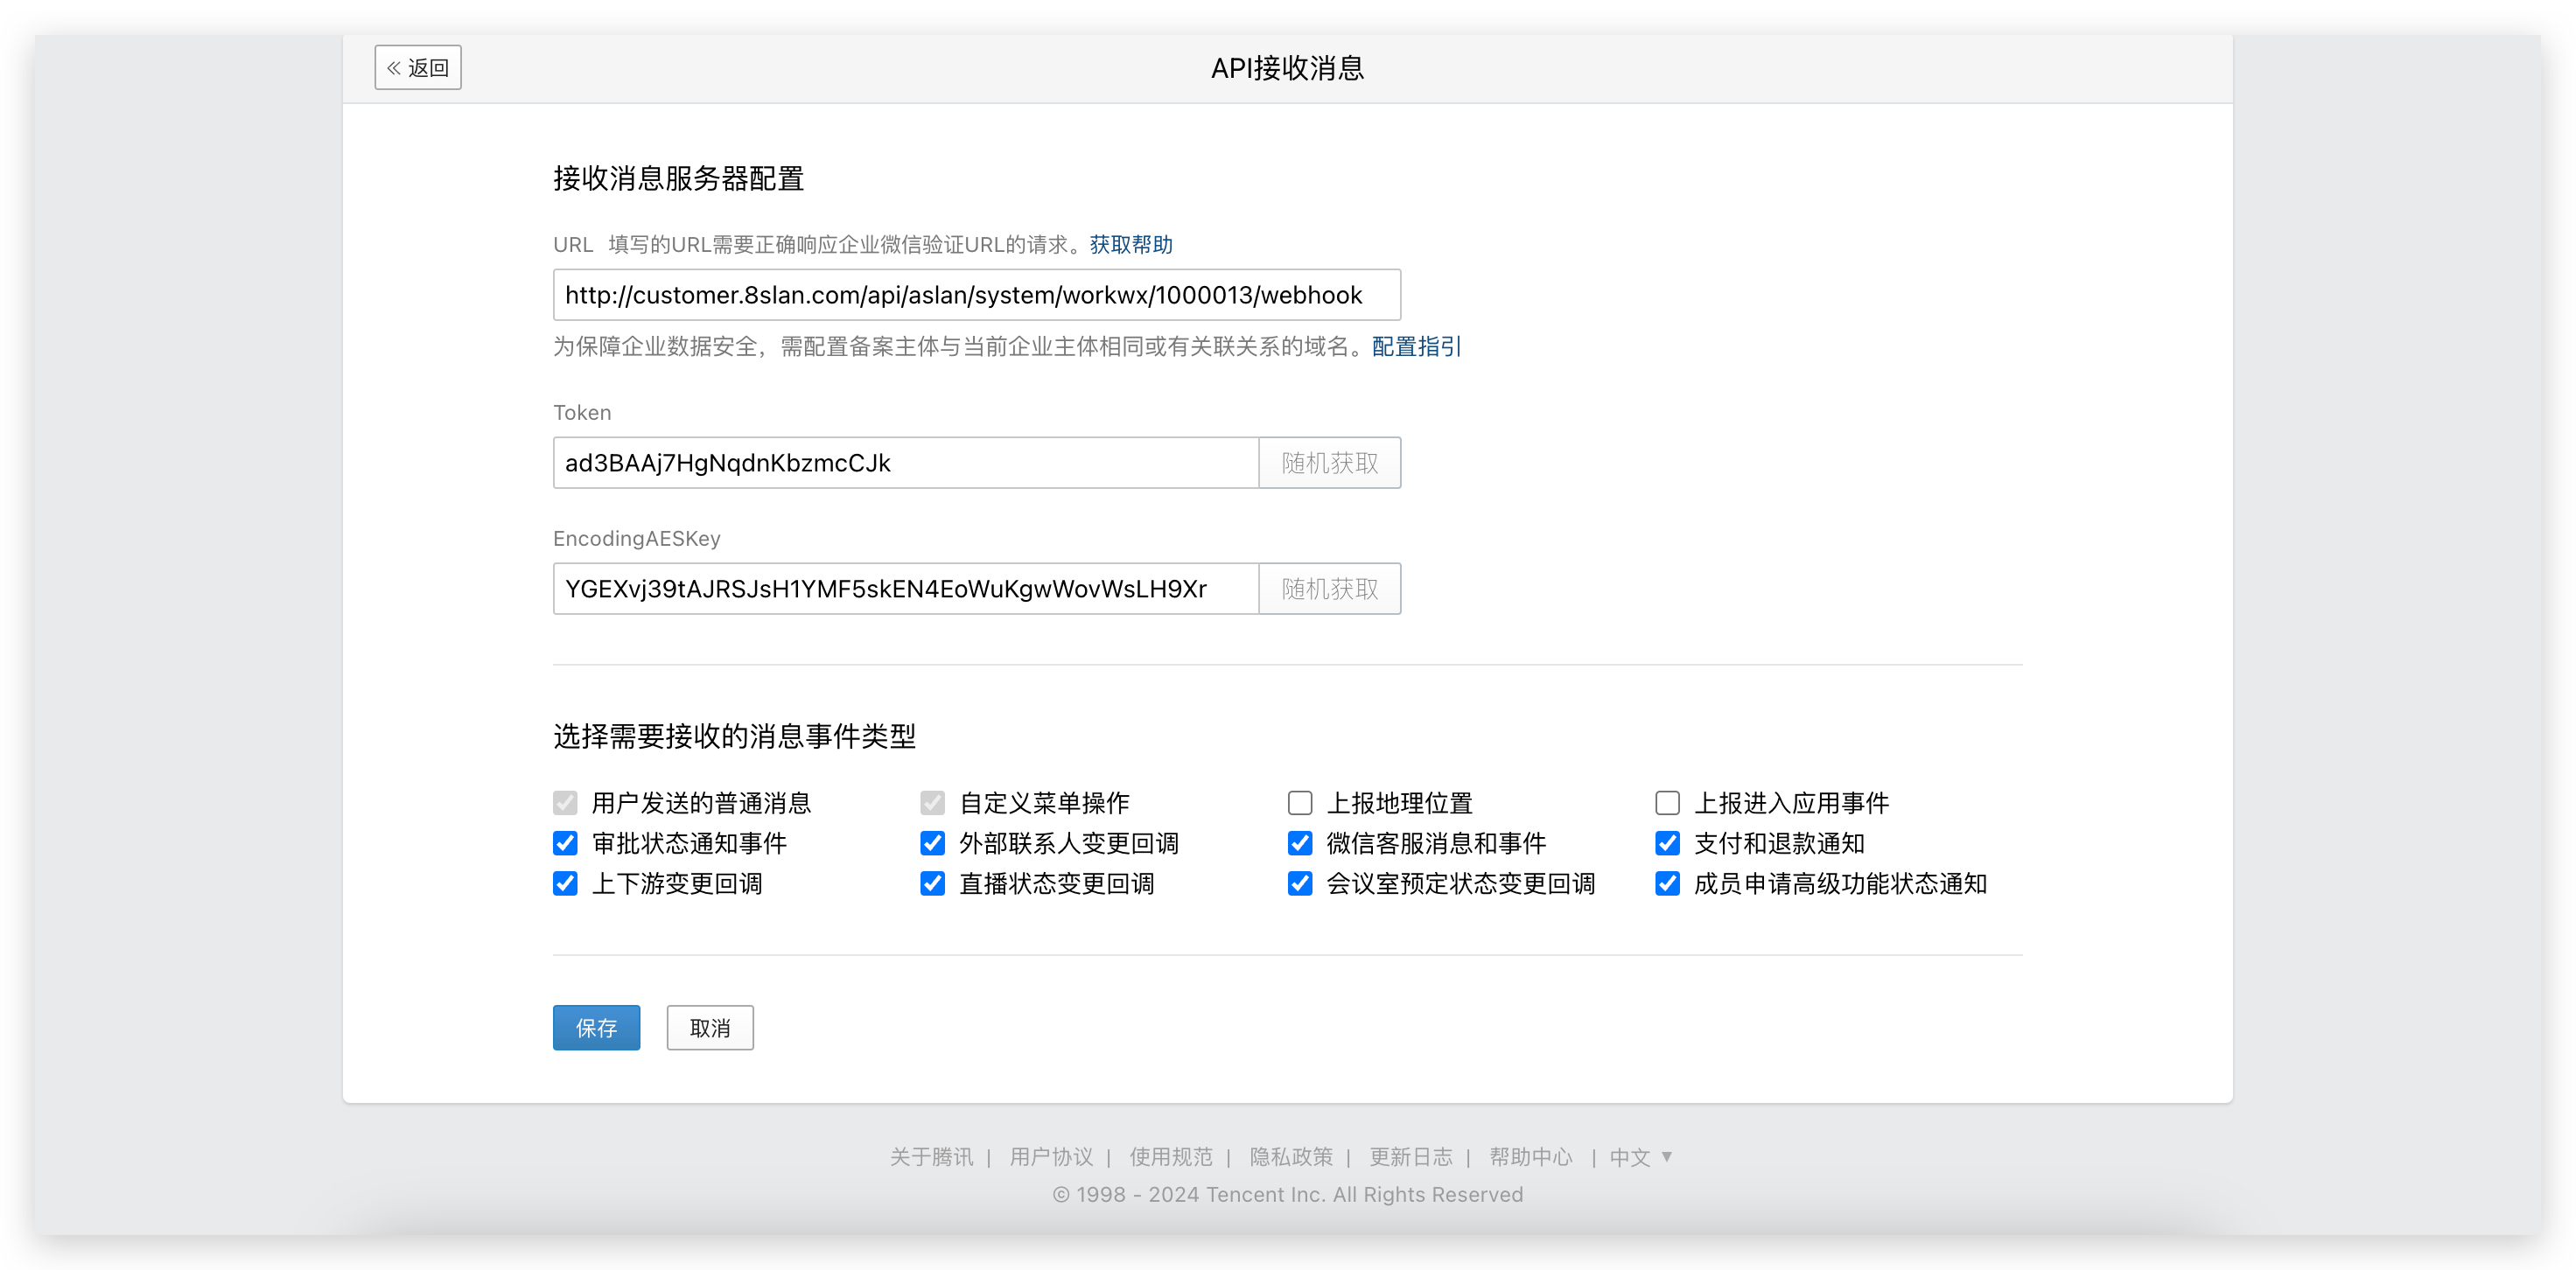 « 返回
API接收消息
接收消息服务器配置
URL 填写的URL需要正确响应企业微信验证URL的请求。获取帮助
http://customer.8slan.com/api/aslan/system/workwx/1000013/webhook
为保障企业数据安全，需配置备案主体与当前企业主体相同或有关联关系的域名。配置指引
Token
ad3BAAj7HgNqdnKbzmcCJk 随机获取
EncodingAESKey
YGEXvj39tAJRSJsH1YMF5skEN4EoWuKgwWovWsLH9Xr 随机获取
选择需要接收的消息事件类型
用户发送的普通消息 自定义菜单操作 上报地理位置 上报进入应用事件
审批状态通知事件 外部联系人变更回调 微信客服消息和事件 支付和退款通知
上下游变更回调 直播状态变更回调 会议室预定状态变更回调 成员申请高级功能状态通知
保存 取消
关于腾讯 | 用户协议 | 使用规范 | 隐私政策 | 更新日志 | 帮助中心 | 中文 ▼
© 1998 - 2024 Tencent Inc. All Rights Reserved